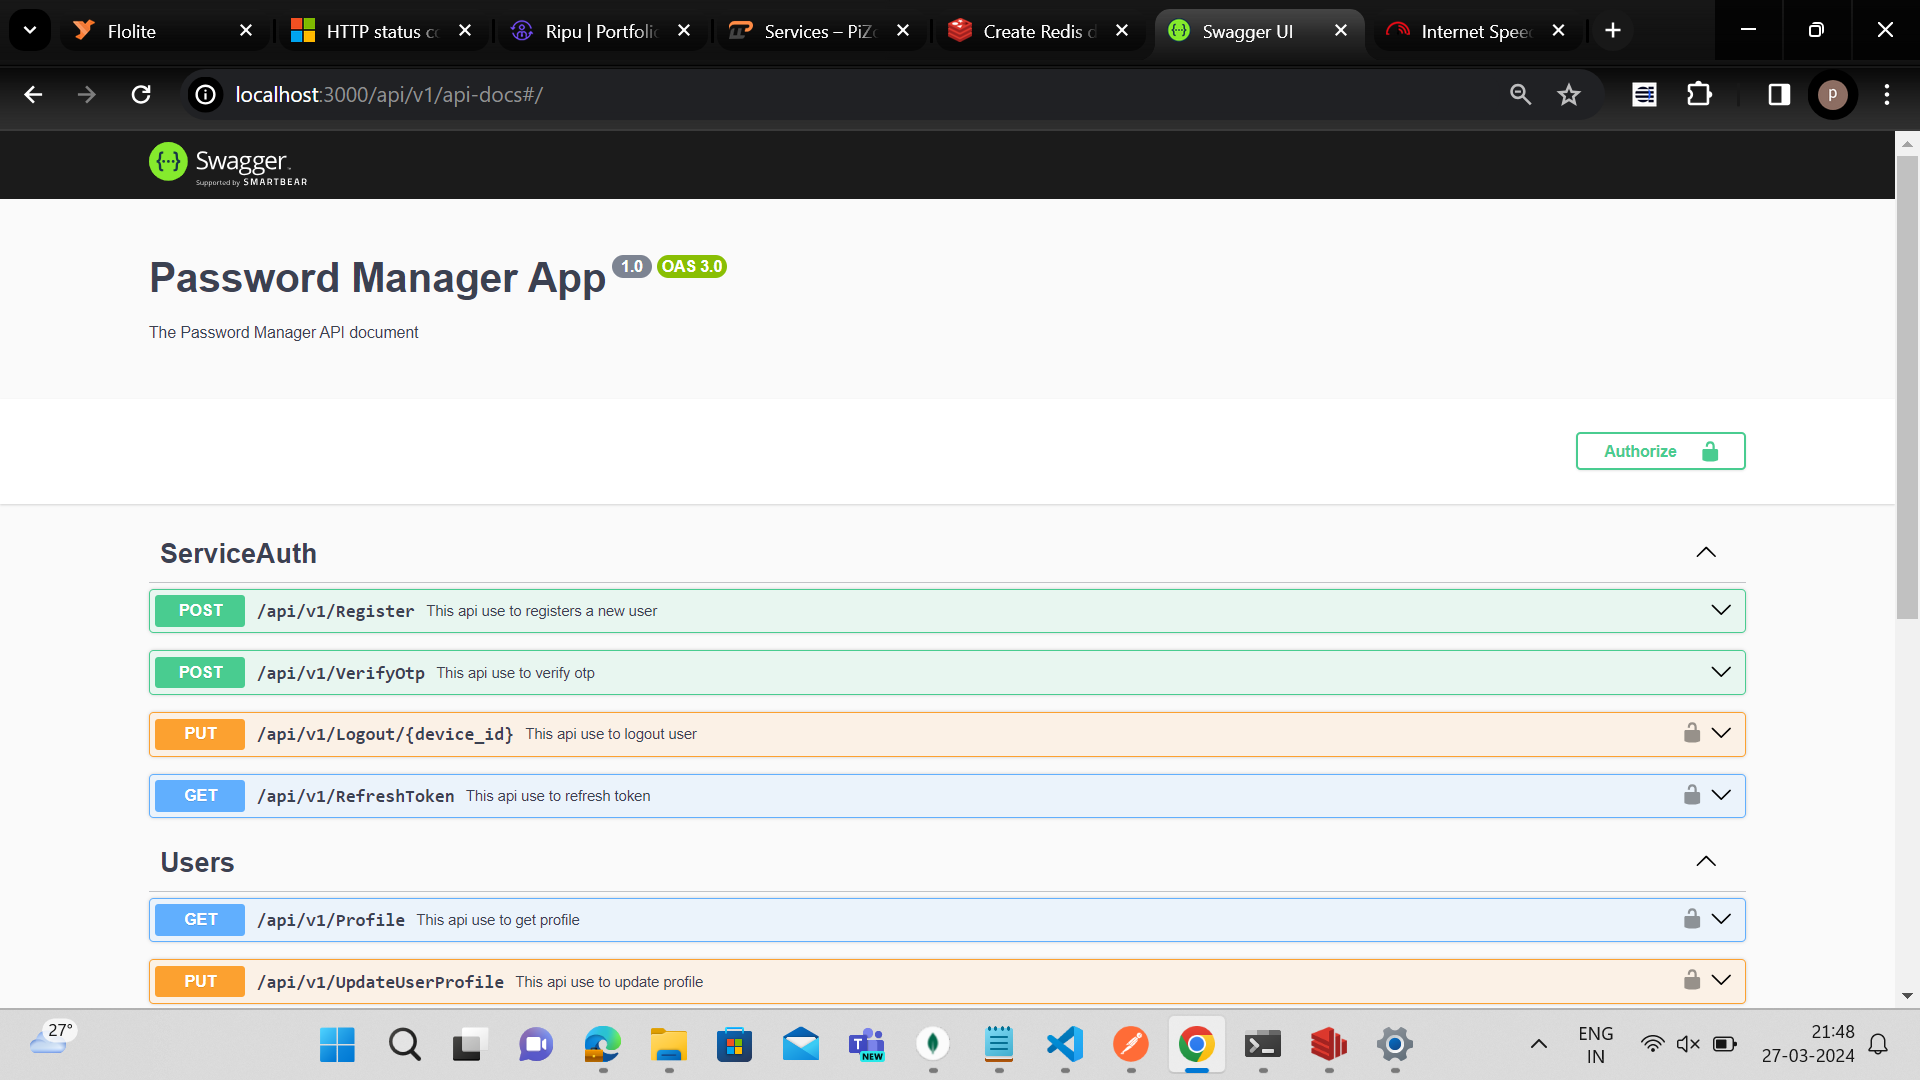 Flolite
HTTP status co
Ripu | Portfolio
Services – PiZo
Create Redis d
Swagger UI
Internet Speed
localhost:3000/api/v1/api-docs#/
p
{···} Swagger
Supported by SMARTBEAR
Password Manager App 1.0 OAS 3.0
The Password Manager API document
Authorize
ServiceAuth
POST /api/v1/Register This api use to registers a new user
POST /api/v1/VerifyOtp This api use to verify otp
PUT /api/v1/Logout/{device_id} This api use to logout user
GET /api/v1/RefreshToken This api use to refresh token
Users
GET /api/v1/Profile This api use to get profile
PUT /api/v1/UpdateUserProfile This api use to update profile
27°
T NEW
ENG
IN
21:48
27-03-2024